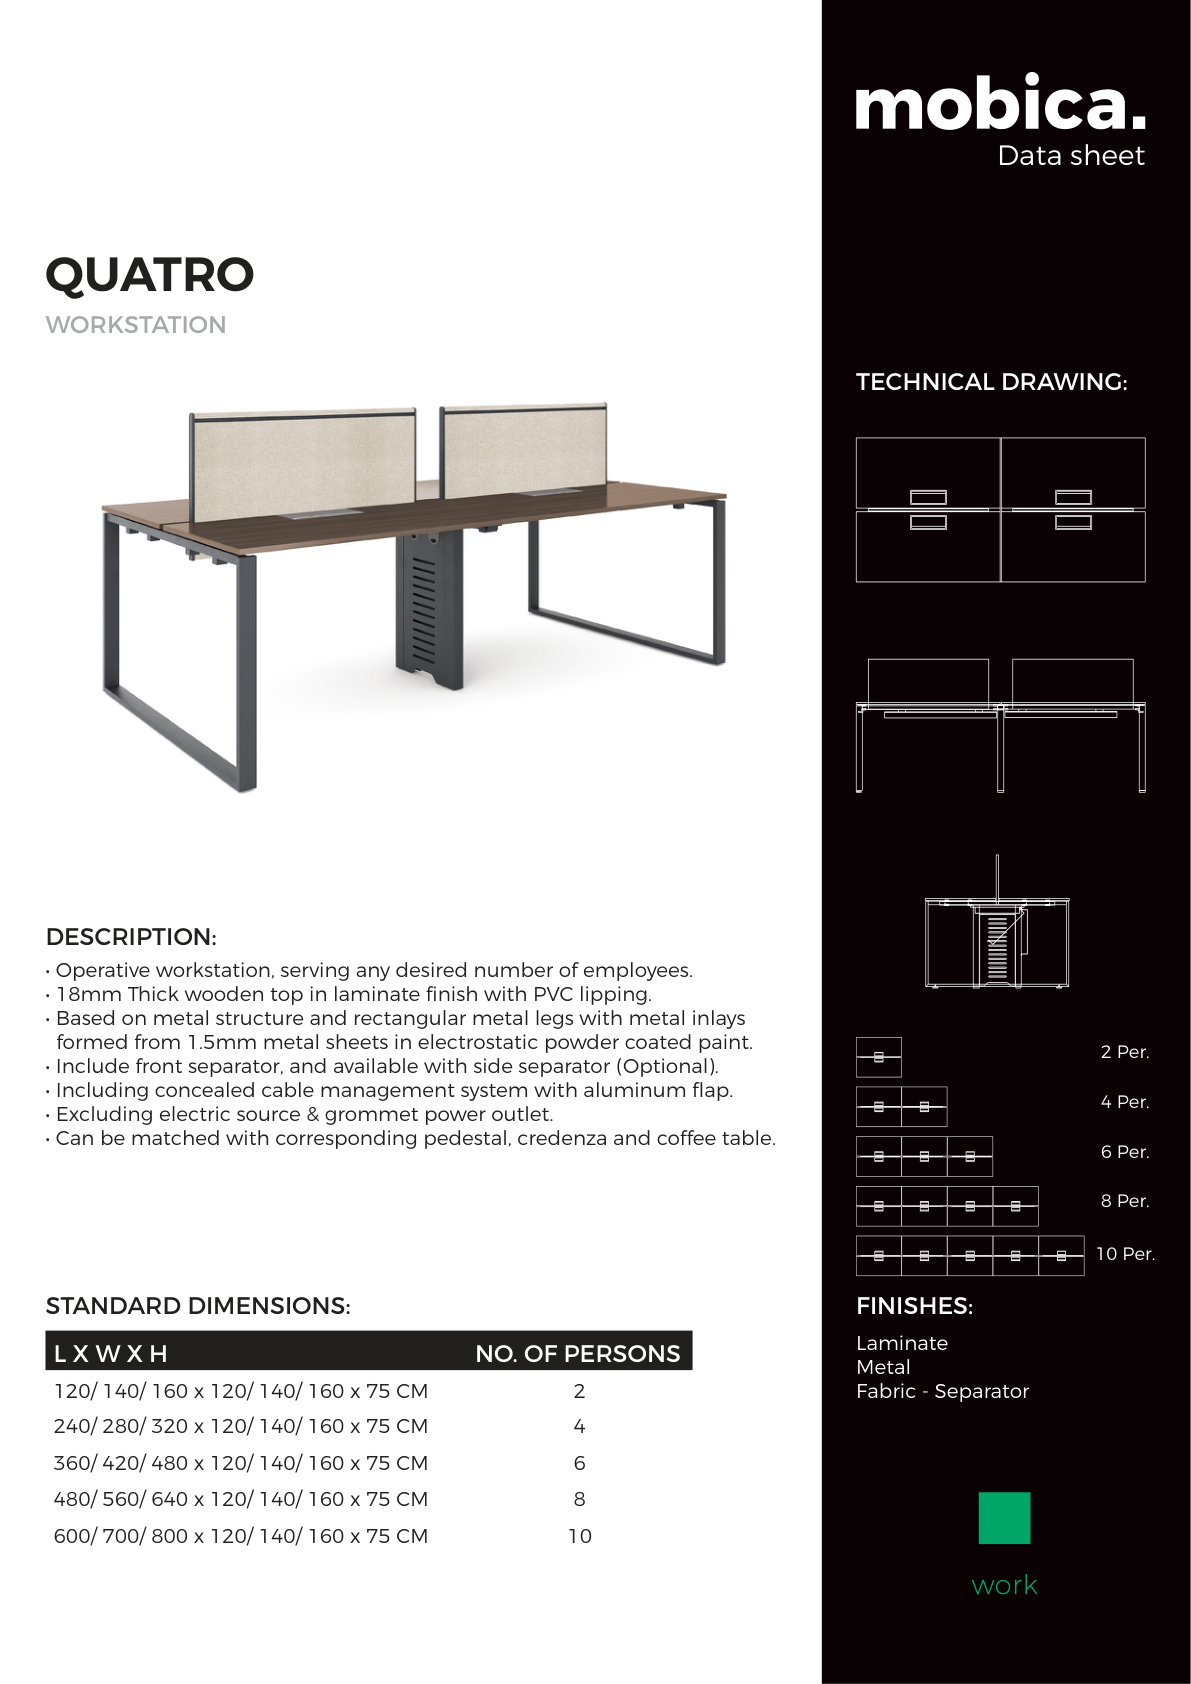 mobica.
Data sheet
QUATRO
WORKSTATION
TECHNICAL DRAWING:
DESCRIPTION:
• Operative workstation, serving any desired number of employees.
• 18mm Thick wooden top in laminate finish with PVC lipping.
• Based on metal structure and rectangular metal legs with metal inlays
formed from 1.5mm metal sheets in electrostatic powder coated paint.
• Include front separator, and available with side separator (Optional).
• Including concealed cable management system with aluminum flap.
• Excluding electric source & grommet power outlet.
• Can be matched with corresponding pedestal, credenza and coffee table.
2 Per.
4 Per.
6 Per.
8 Per.
10 Per.
STANDARD DIMENSIONS:
L X W X H NO. OF PERSONS
120/ 140/ 160 x 120/ 140/ 160 x 75 CM 2
240/ 280/ 320 x 120/ 140/ 160 x 75 CM 4
360/ 420/ 480 x 120/ 140/ 160 x 75 CM 6
480/ 560/ 640 x 120/ 140/ 160 x 75 CM 8
600/ 700/ 800 x 120/ 140/ 160 x 75 CM 10
FINISHES:
Laminate
Metal
Fabric - Separator
work